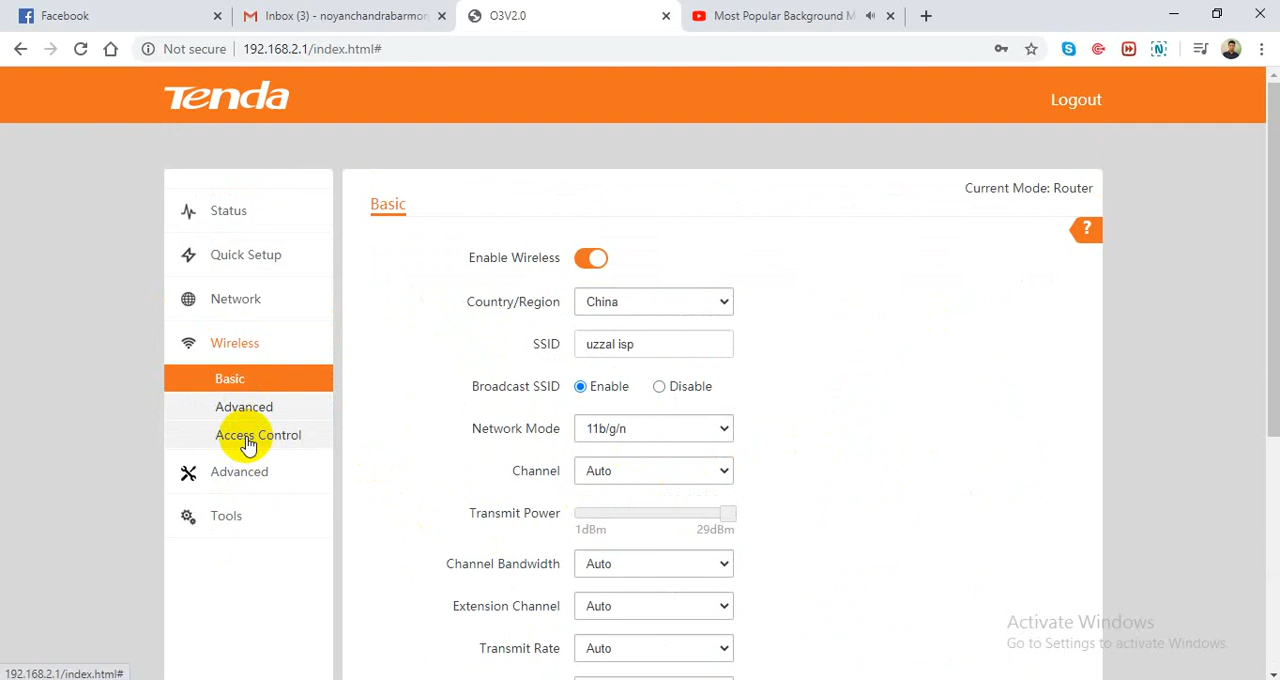 Facebook
Inbox (3) - noyanchandrabarmon
O3V2.0
Most Popular Background M
Not secure
192.168.2.1/index.html#
Tenda
Logout
Current Mode: Router
Status
Quick Setup
Network
Wireless
Basic
Advanced
Access Control
Advanced
Tools
Basic
?
Enable Wireless
Country/Region China
SSID uzzal isp
Broadcast SSID Enable Disable
Network Mode 11b/g/n
Channel Auto
Transmit Power
1dBm 29dBm
Channel Bandwidth Auto
Extension Channel Auto
Transmit Rate Auto
Activate Windows
Go to Settings to activate Windows.
192.168.2.1/index.html#